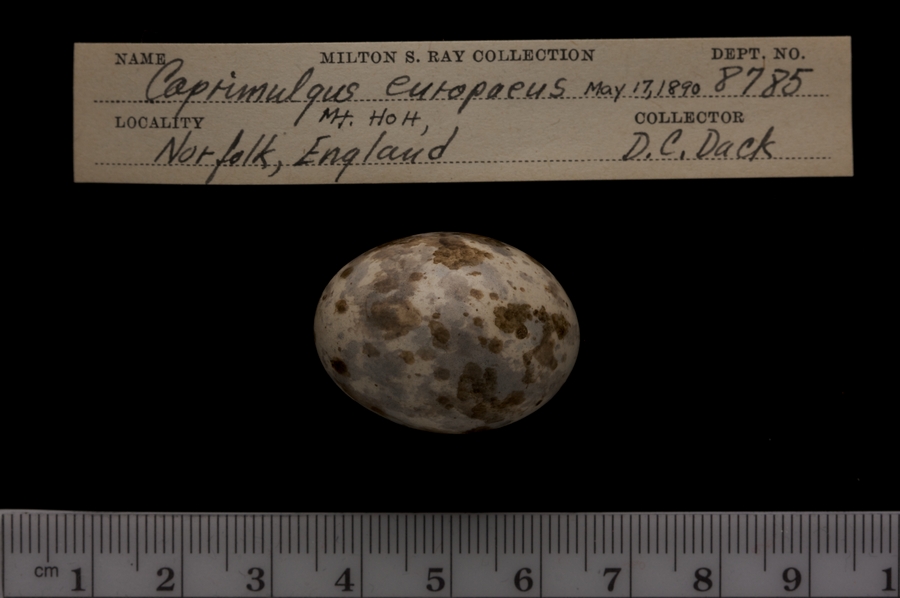 NAME MILTON S. RAY COLLECTION DEPT. NO.
Caprimulgus europaeus May 17, 1890 8785
LOCALITY Mt. Holt, COLLECTOR
Norfolk, England D.C. Dack
cm 1 2 3 4 5 6 7 8 9 1